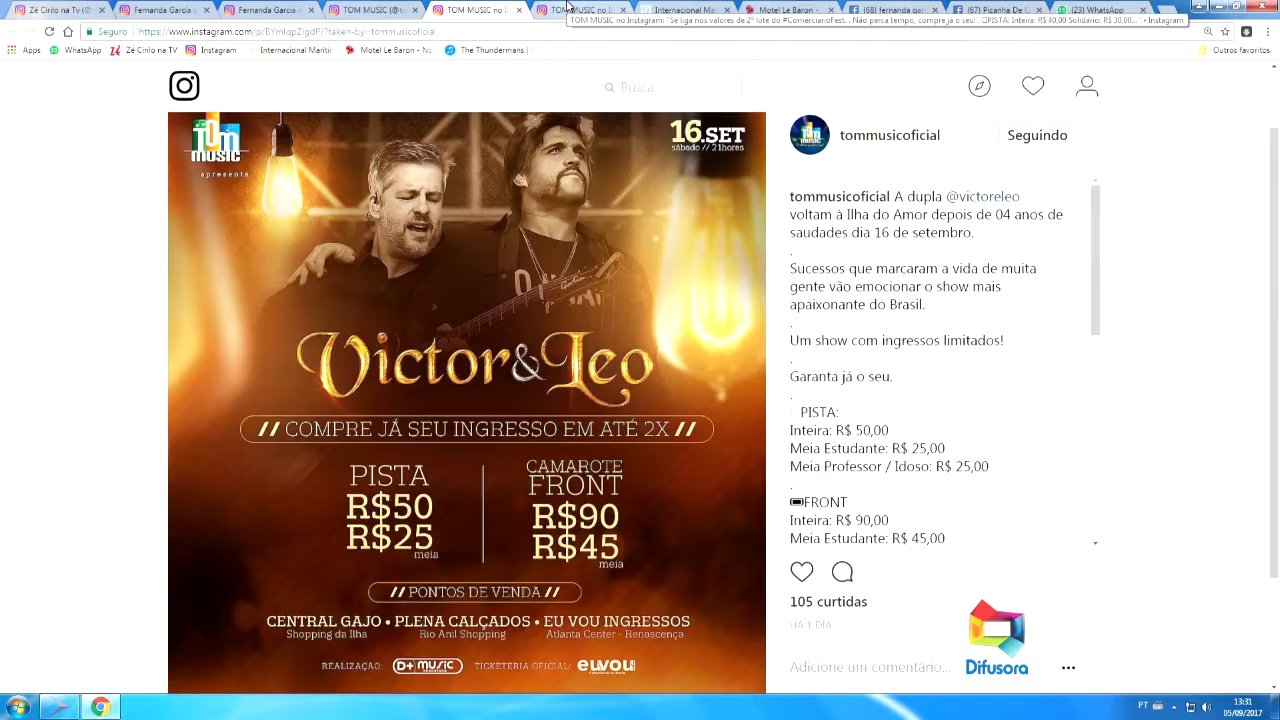 Zé Cirilo na TV (@
Fernanda Garcia
Fernanda Garcia
TOM MUSIC (@
TOM MUSIC no I
TOM MUSIC no I
Internacional Ma
Motel Le Baron -
(68) fernanda gar
(67) Picanha De C
(23) WhatsApp
TOM MUSIC no Instagram: "Se liga nos valores de 2º lote do #ComercianoFest. . Não perca tempo, compre já o seu! . PISTA: Inteira: R$ 40,00 Solidário: R$ 30,00..." • Instagram
Seguro https://www.instagram.com/p/BYmIqpZlgdP/?taken-by=tommusicoficial
Apps WhatsApp Zé Cirilo na TV Instagram Internacional Marítim Motel Le Baron - Nu The Thundermans | Outros favoritos
Busca
TOM
MUSIC
apresenta
16.SET
sábado // 21horas
VICTOR & LEO
// COMPRE JÁ SEU INGRESSO EM ATÉ 2X //
PISTA
R$50
R$25
meia
CAMAROTE
FRONT
R$90
R$45
meia
// PONTOS DE VENDA //
CENTRAL GAJO • PLENA CALÇADOS • EU VOU INGRESSOS
Shopping da Ilha Rio Anil Shopping Atlanta Center - Renascença
REALIZAÇÃO: D+ MUSIC TICKETERIA OFICIAL: euvou
tommusicoficial Seguindo
tommusicoficial A dupla @victoreleo
voltam à Ilha do Amor depois de 04 anos de
saudades dia 16 de setembro.
.
Sucessos que marcaram a vida de muita
gente vão emocionar o show mais
apaixonante do Brasil.
.
Um show com ingressos limitados!
.
Garanta já o seu.
.
PISTA:
Inteira: R$ 50,00
Meia Estudante: R$ 25,00
Meia Professor / Idoso: R$ 25,00
.
FRONT
Inteira: R$ 90,00
Meia Estudante: R$ 45,00
105 curtidas
HÁ 1 DIA
Adicione um comentário...
Difusora
PT
13:31
05/09/2017